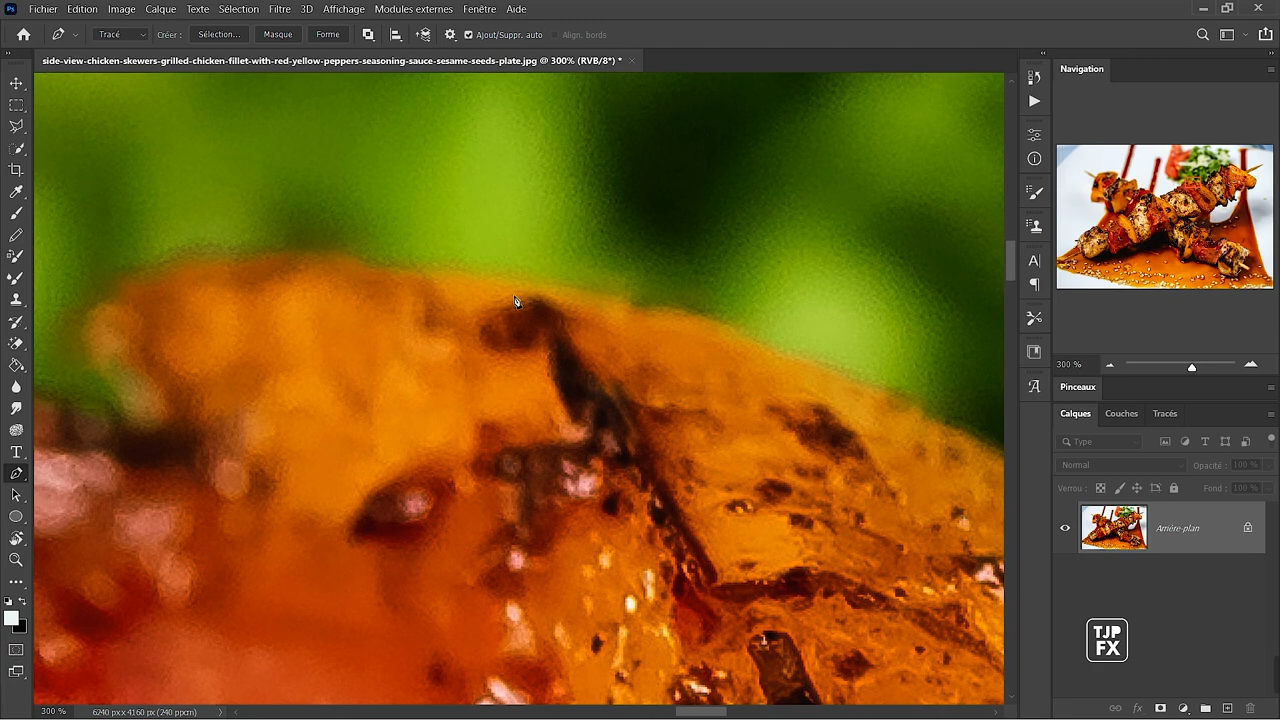 Ps Fichier Edition Image Calque Texte Sélection Filtre 3D Affichage Modules externes Fenêtre Aide
Tracé Créer : Sélection... Masque Forme Ajout/Suppr. auto Align. bords
side-view-chicken-skewers-grilled-chicken-fillet-with-red-yellow-peppers-seasoning-sauce-sesame-seeds-plate.jpg @ 300% (RVB/8*) *
Navigation
300 %
Pinceaux
Calques Couches Tracés
Type
Normal Opacité : 100 %
Verrou : Fond : 100 %
Arrière-plan
TJP
FX
fx
300 % 6240 px x 4160 px (240 ppcm)